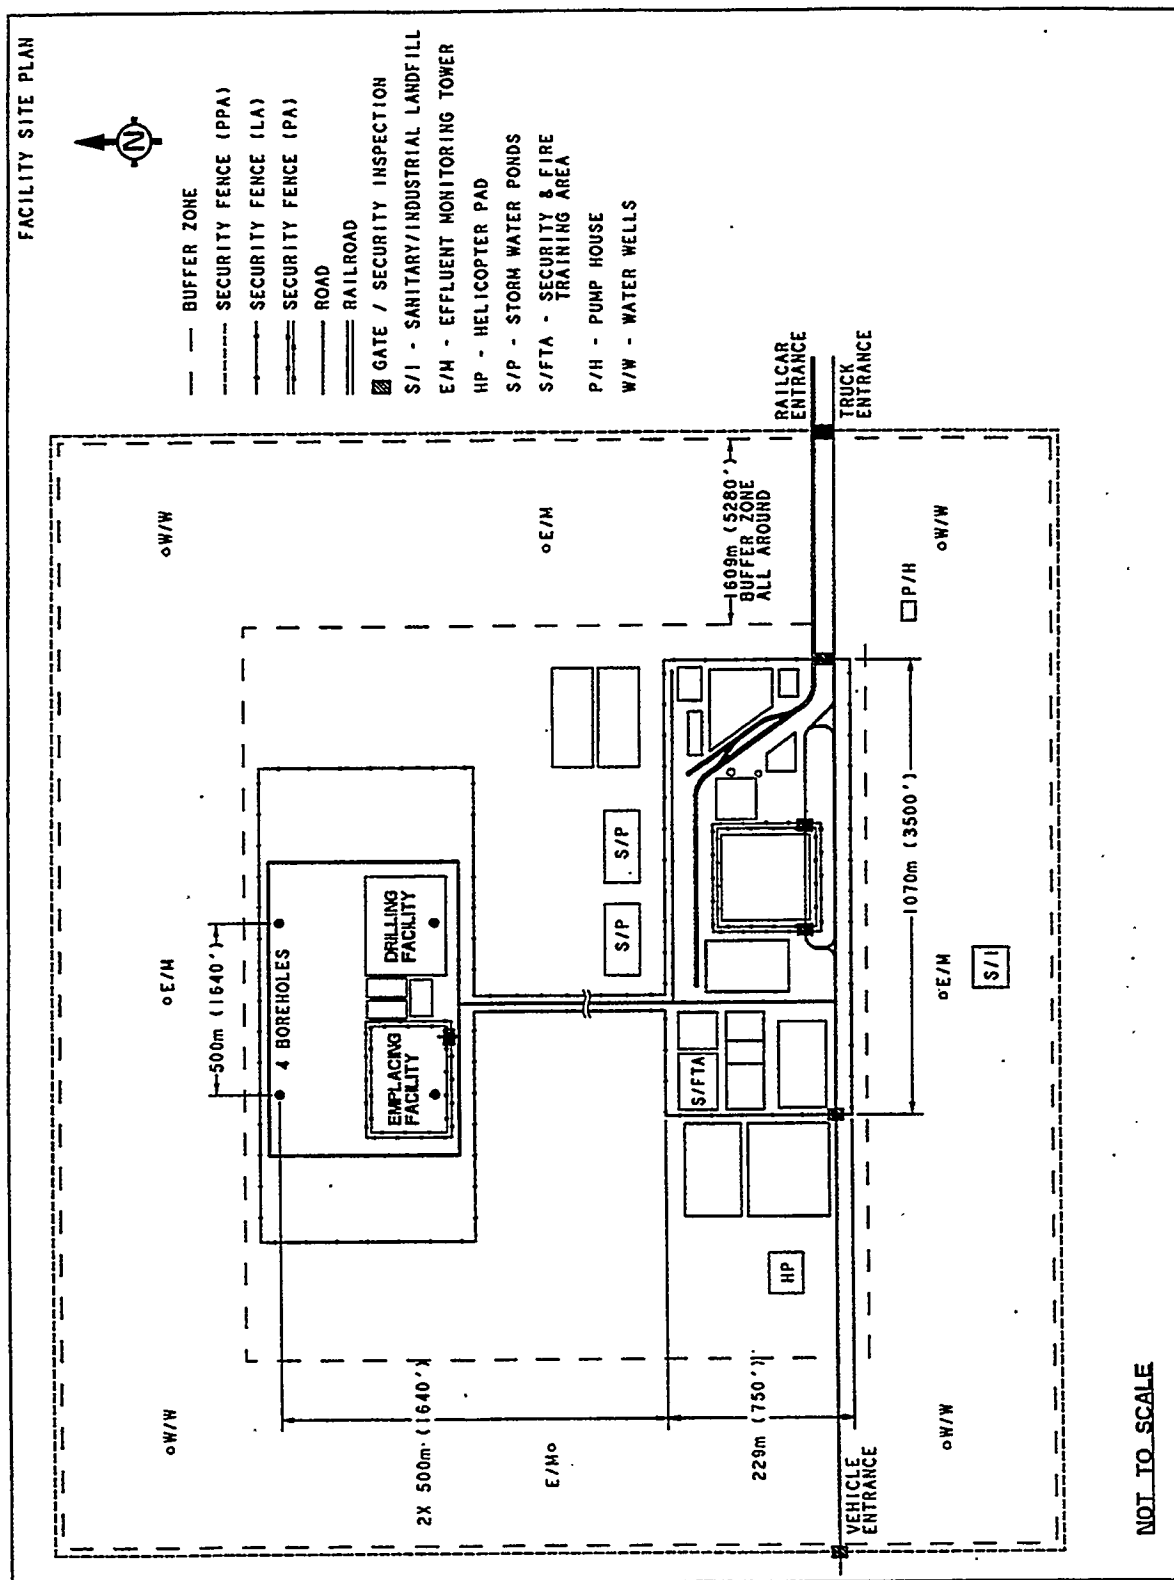 FACILITY SITE PLAN
N
BUFFER ZONE
SECURITY FENCE (PPA)
SECURITY FENCE (LA)
SECURITY FENCE (PA)
ROAD
RAILROAD
GATE / SECURITY INSPECTION
S/I - SANITARY/INDUSTRIAL LANDFILL
E/M - EFFLUENT MONITORING TOWER
HP - HELICOPTER PAD
S/P - STORM WATER PONDS
S/FTA - SECURITY & FIRE
TRAINING AREA
P/H - PUMP HOUSE
W/W - WATER WELLS
W/W
E/M
W/W
500m (1640')
4 BOREHOLES
EMPLACING
FACILITY
DRILLING
FACILITY
2X 500m (1640')
E/M
E/M
S/P
S/P
1609m (5280')
BUFFER ZONE
ALL AROUND
RAILCAR
ENTRANCE
TRUCK
ENTRANCE
229m (750')
HP
S/FTA
VEHICLE
ENTRANCE
1070m (3500')
P/H
W/W
E/M
S/I
W/W
NOT TO SCALE